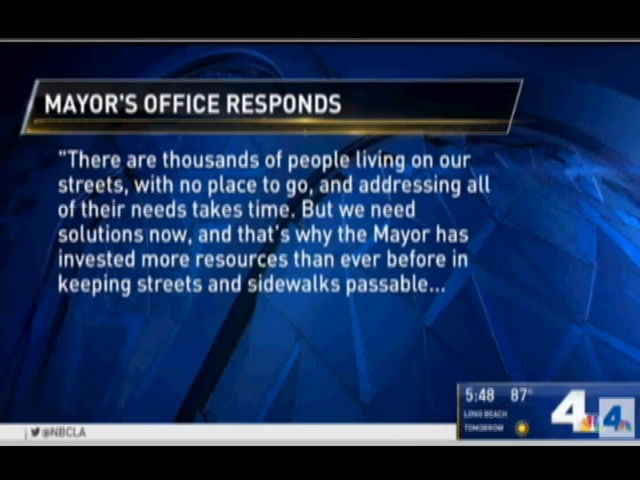 MAYOR'S OFFICE RESPONDS
"There are thousands of people living on our
streets, with no place to go, and addressing all
of their needs takes time. But we need
solutions now, and that's why the Mayor has
invested more resources than ever before in
keeping streets and sidewalks passable...
5:48 87°
LONG BEACH
TOMORROW
4
4
@NBCLA